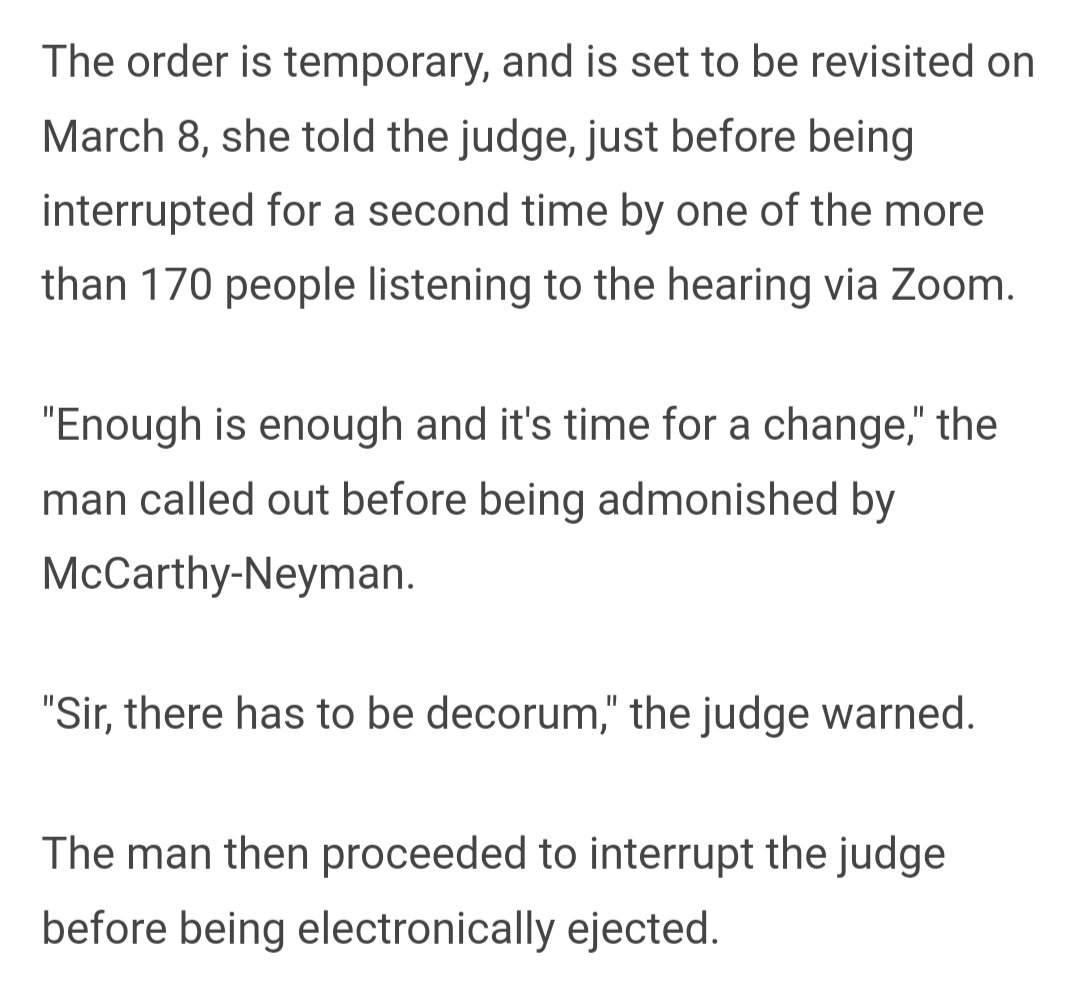 The order is temporary, and is set to be revisited on
March 8, she told the judge, just before being
interrupted for a second time by one of the more
than 170 people listening to the hearing via Zoom.
"Enough is enough and it's time for a change," the
man called out before being admonished by
McCarthy-Neyman.
"Sir, there has to be decorum," the judge warned.
The man then proceeded to interrupt the judge
before being electronically ejected.